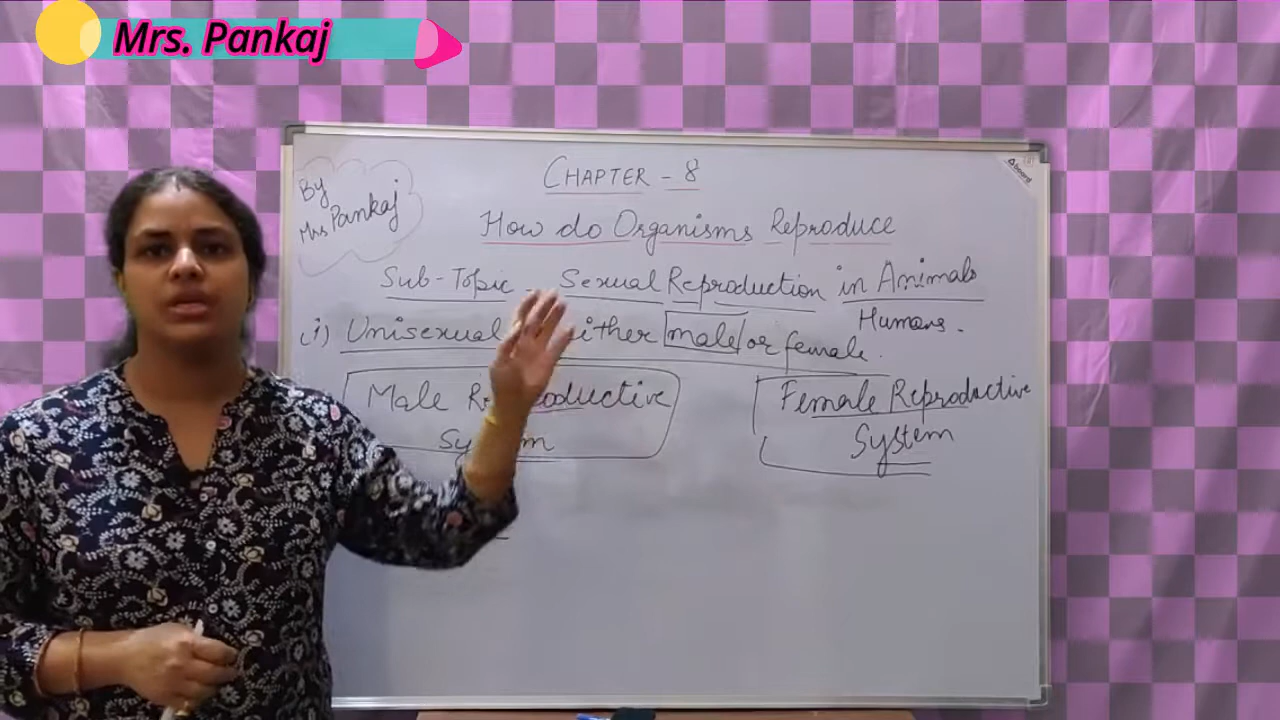 Mrs. Pankaj
By
Mrs Pankaj
CHAPTER - 8
How do Organisms Reproduce
Sub-Topic - Sexual Reproduction in Animals
Humans.
(i) Unisexual either male/or female.
Male Reproductive
System
Female Reproductive
System